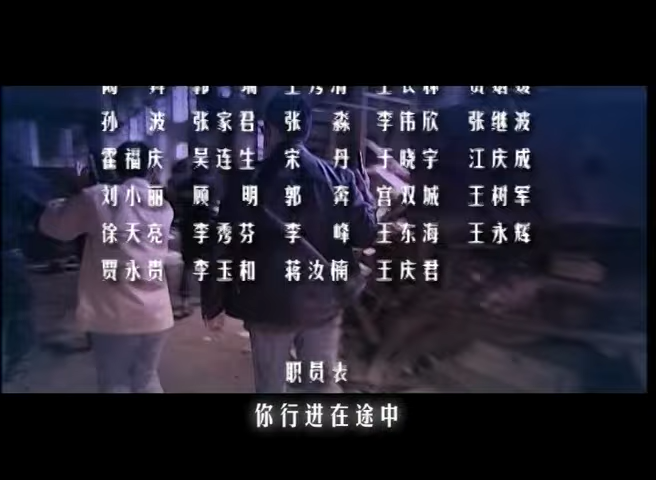 孙 波 张家君 张 淼 李伟欣 张继波
霍福庆 吴连生 宋 丹 于晓宇 江庆成
刘小丽 顾 明 郭 奔 宫双城 王树军
徐天亮 李秀芬 李 峰 王东海 王永辉
贾永贵 李玉和 蒋汝楠 王庆君
职员表
你行进在途中